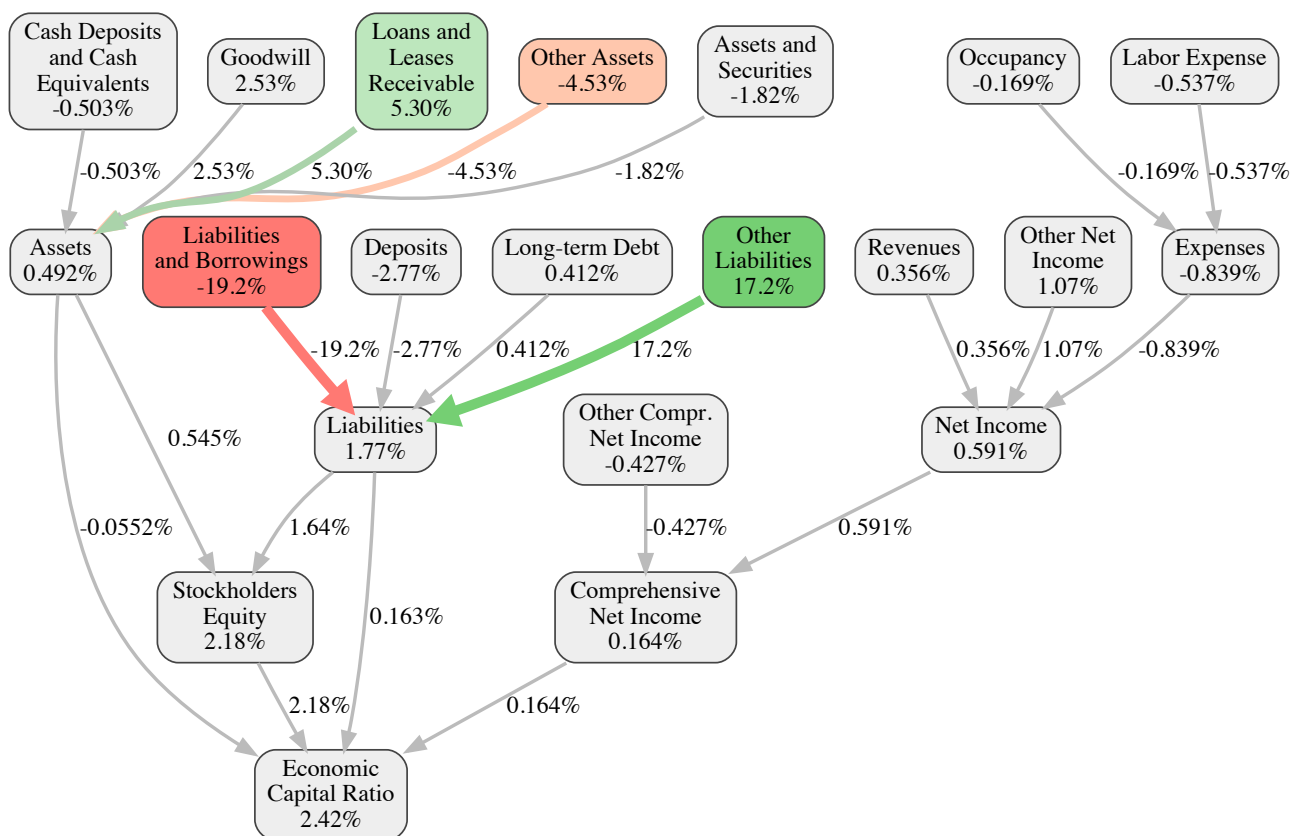 Cash Deposits
and Cash
Equivalents
-0.503%
Goodwill
2.53%
Loans and
Leases
Receivable
5.30%
Other Assets
-4.53%
Assets and
Securities
-1.82%
Occupancy
-0.169%
Labor Expense
-0.537%
-0.503%
2.53%
5.30%
-4.53%
-1.82%
-0.169%
-0.537%
Assets
0.492%
Liabilities
and Borrowings
-19.2%
Deposits
-2.77%
Long-term Debt
0.412%
Other
Liabilities
17.2%
Revenues
0.356%
Other Net
Income
1.07%
Expenses
-0.839%
-19.2%
-2.77%
0.412%
17.2%
0.356%
1.07%
-0.839%
Liabilities
1.77%
Other Compr.
Net Income
-0.427%
Net Income
0.591%
0.545%
-0.0552%
1.64%
-0.427%
0.591%
Stockholders
Equity
2.18%
0.163%
Comprehensive
Net Income
0.164%
2.18%
0.164%
Economic
Capital Ratio
2.42%